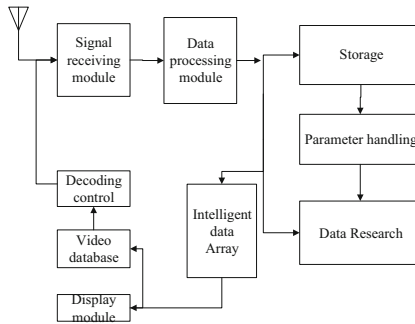 Signal
receiving
module
Data
processing
module
Storage
Parameter handling
Data Research
Decoding
control
Intelligent
data
Array
Video
database
Display
module